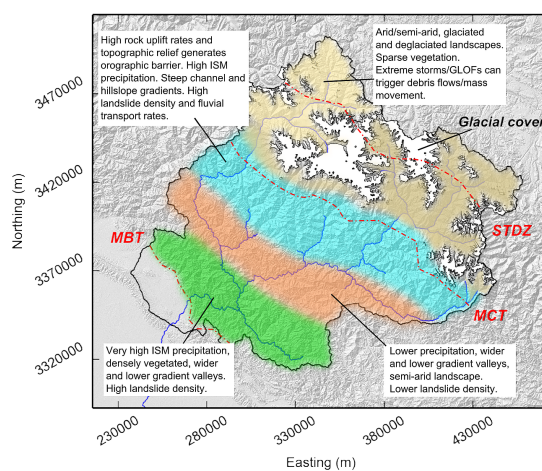 High rock uplift rates and
topographic relief generates
orographic barrier. High ISM
precipitation. Steep channel and
hillslope gradients. High
landslide density and fluvial
transport rates.
Arid/semi-arid, glaciated
and deglaciated landscapes.
Sparse vegetation.
Extreme storms/GLOFs can
trigger debris flows/mass
movement.
Glacial cover
STDZ
MBT
MCT
Very high ISM precipitation,
densely vegetated, wider
and lower gradient valleys.
High landslide density.
Lower precipitation, wider
and lower gradient valleys,
semi-arid landscape.
Lower landslide density.
Northing (m)
3470000
3420000
3370000
3320000
230000
280000
330000
380000
430000
Easting (m)